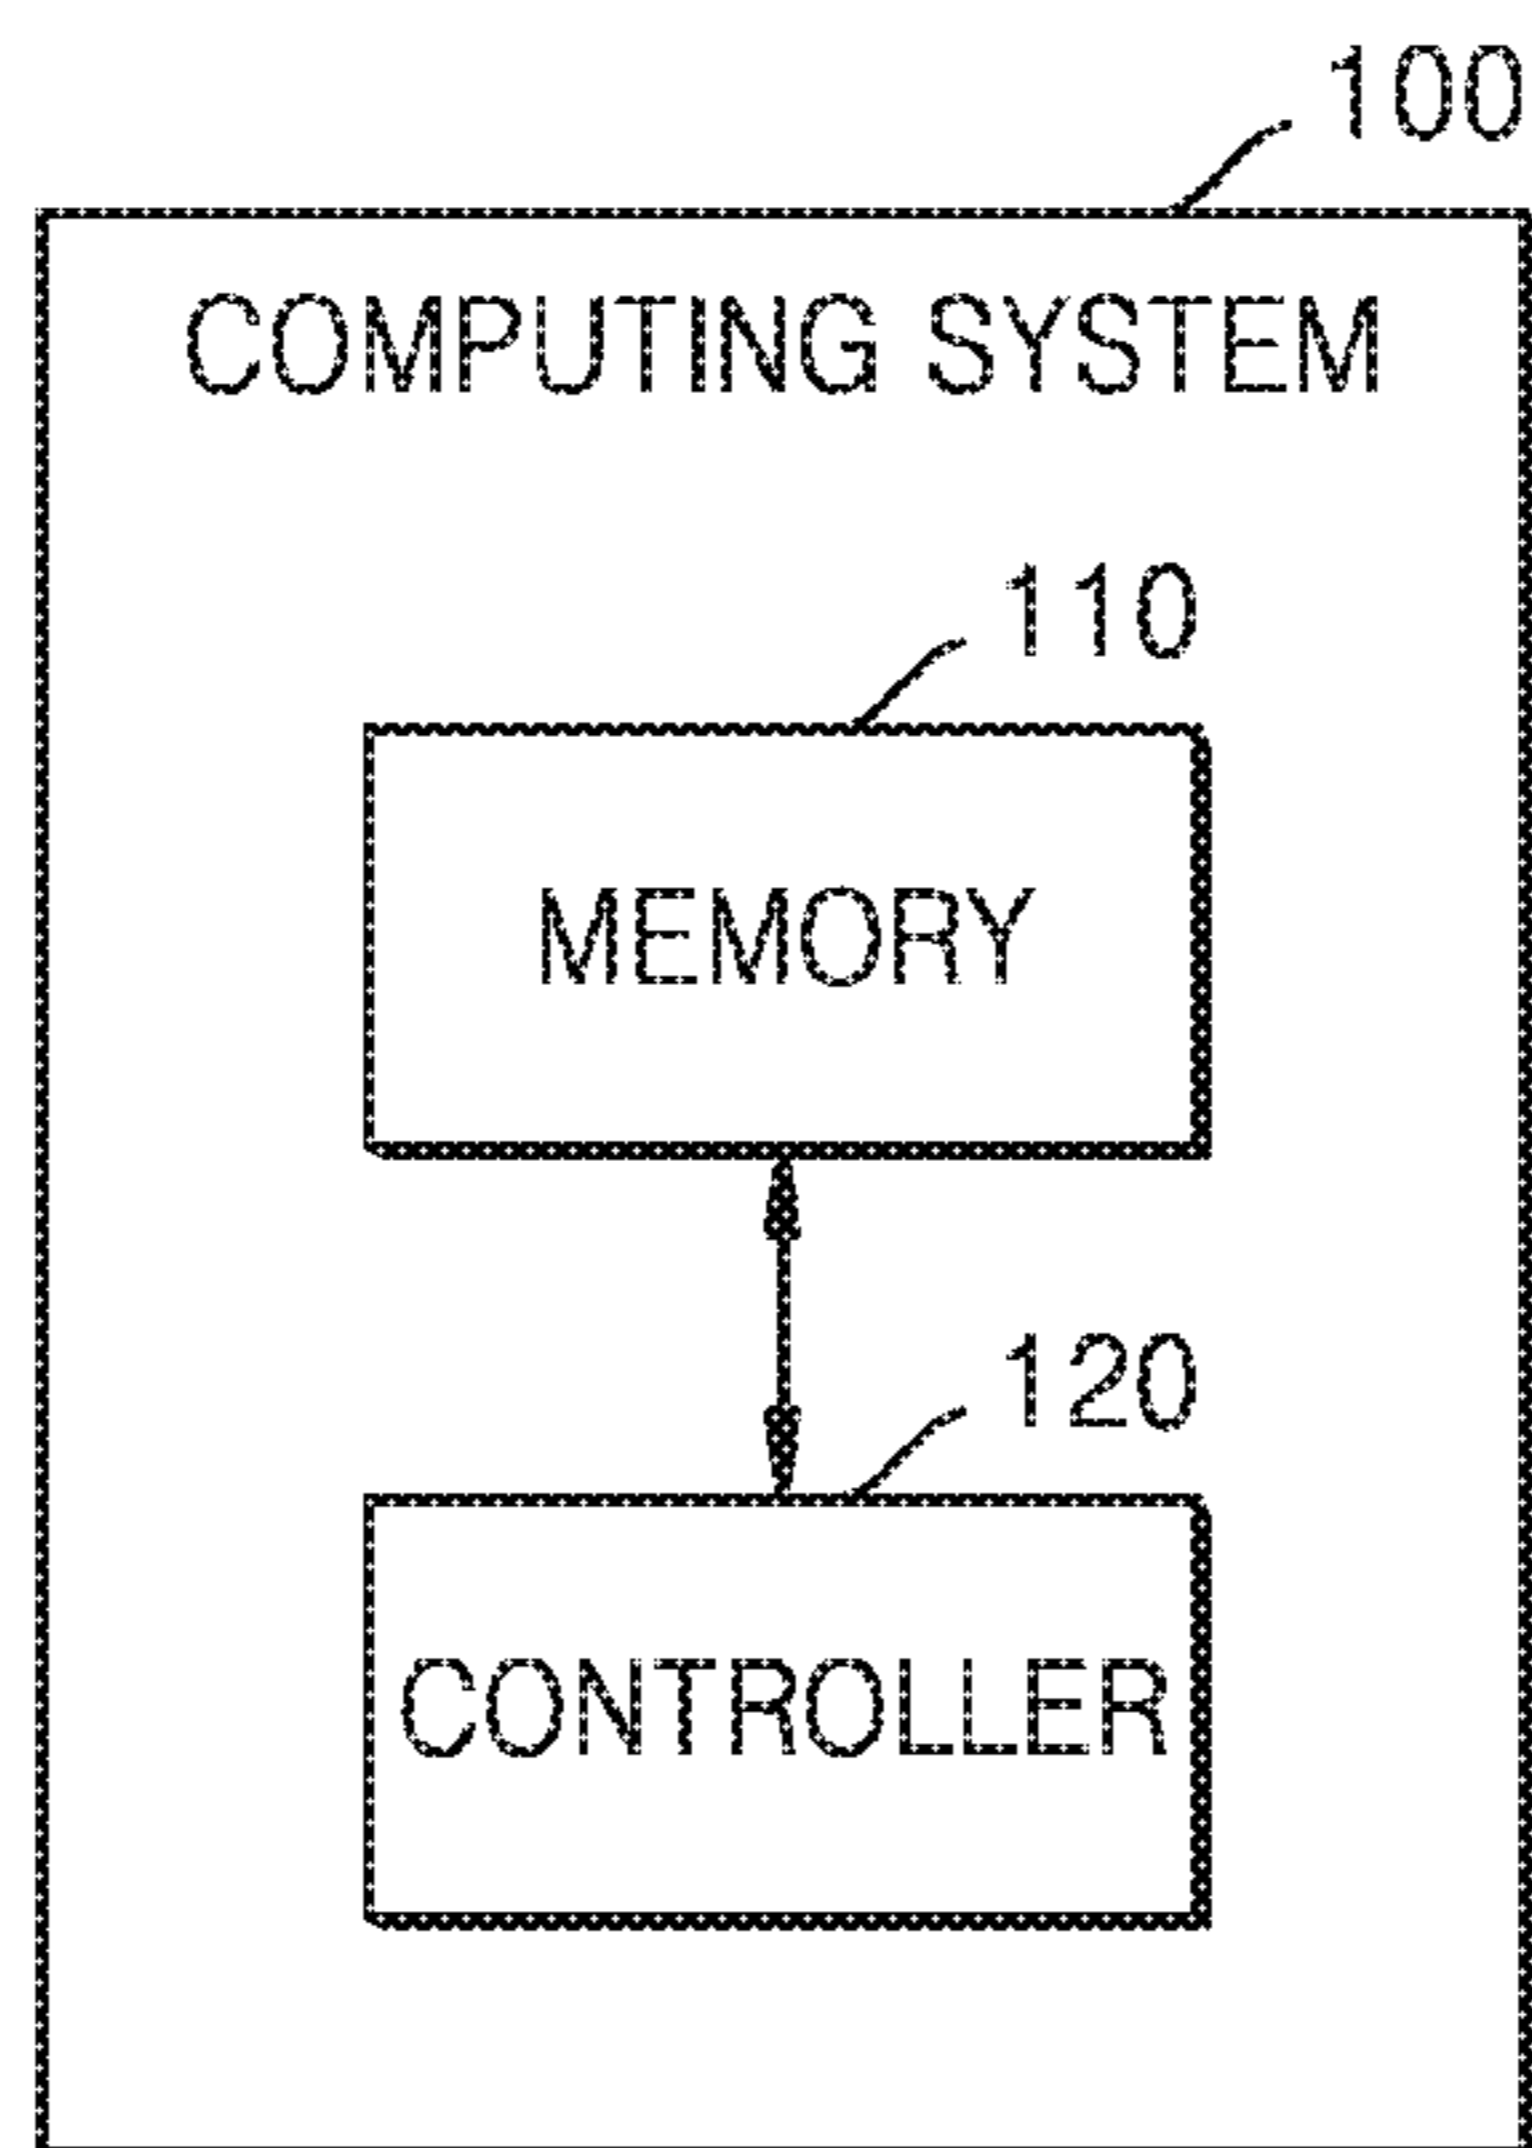 100
COMPUTING SYSTEM
110
MEMORY
120
CONTROLLER